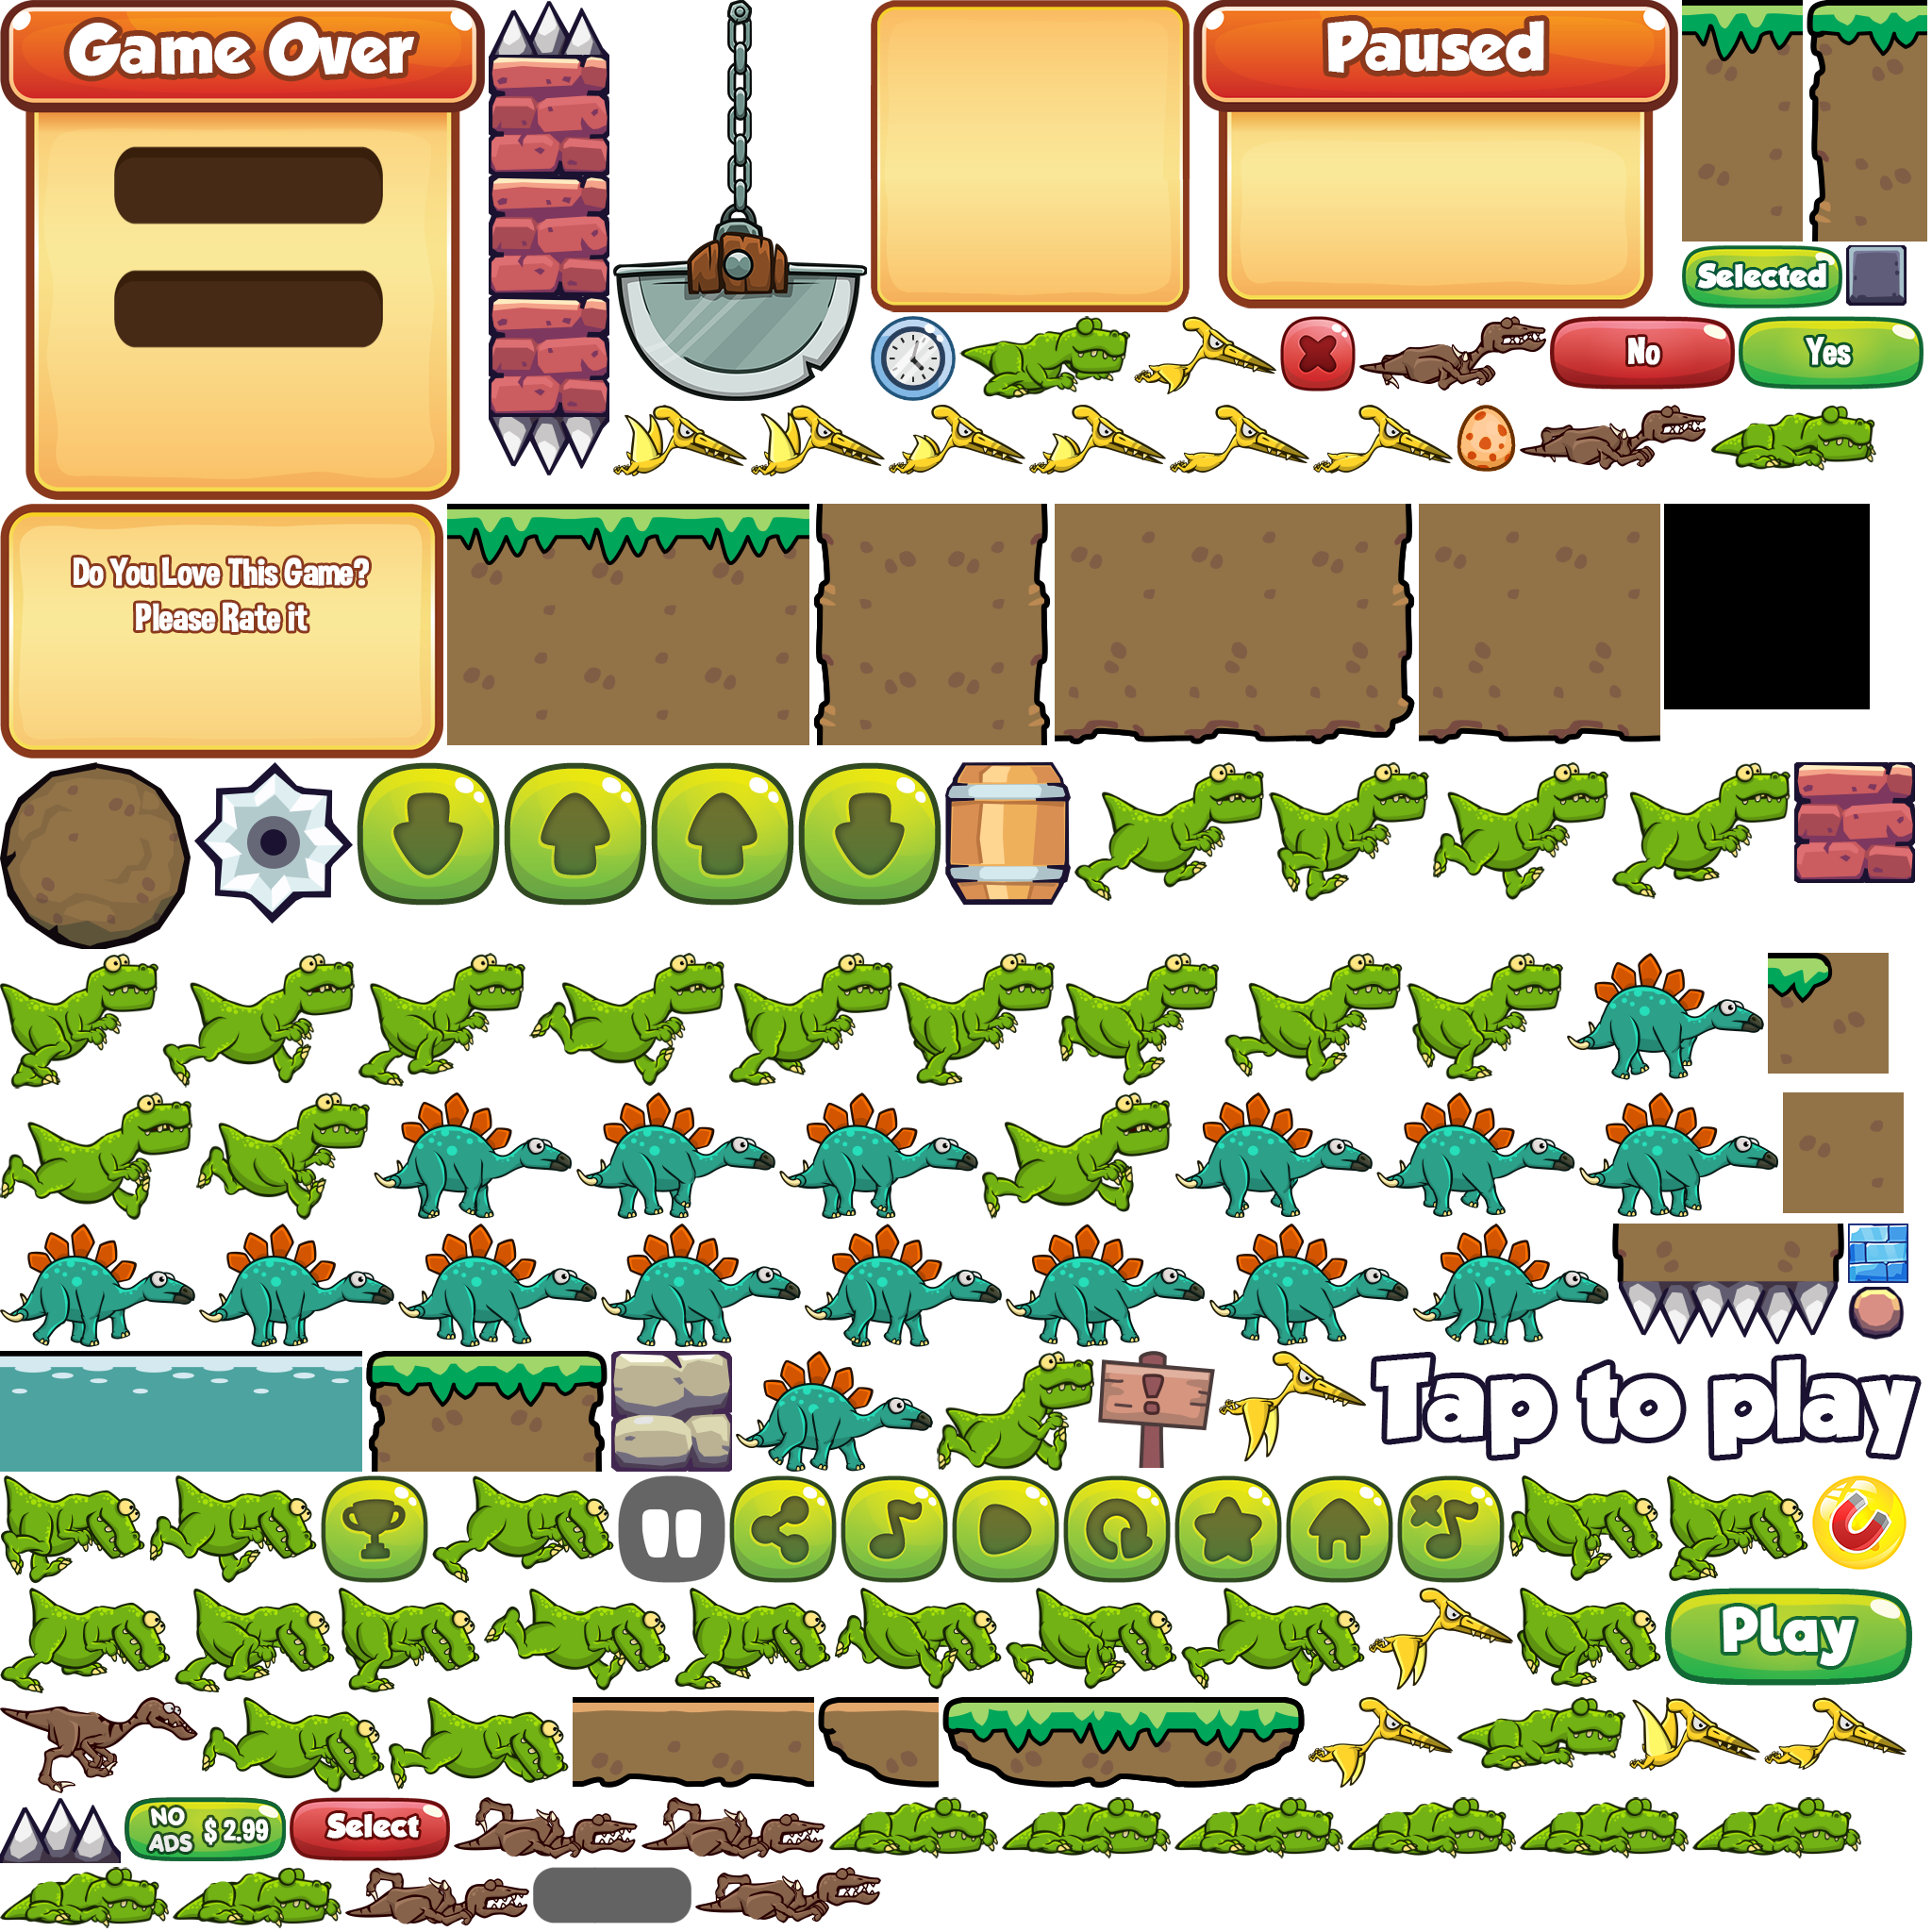 Game Over
Paused
Selected
No
Yes
Do You Love This Game?
Please Rate it
!
Tap to play
Play
NO
ADS $2.99
Select